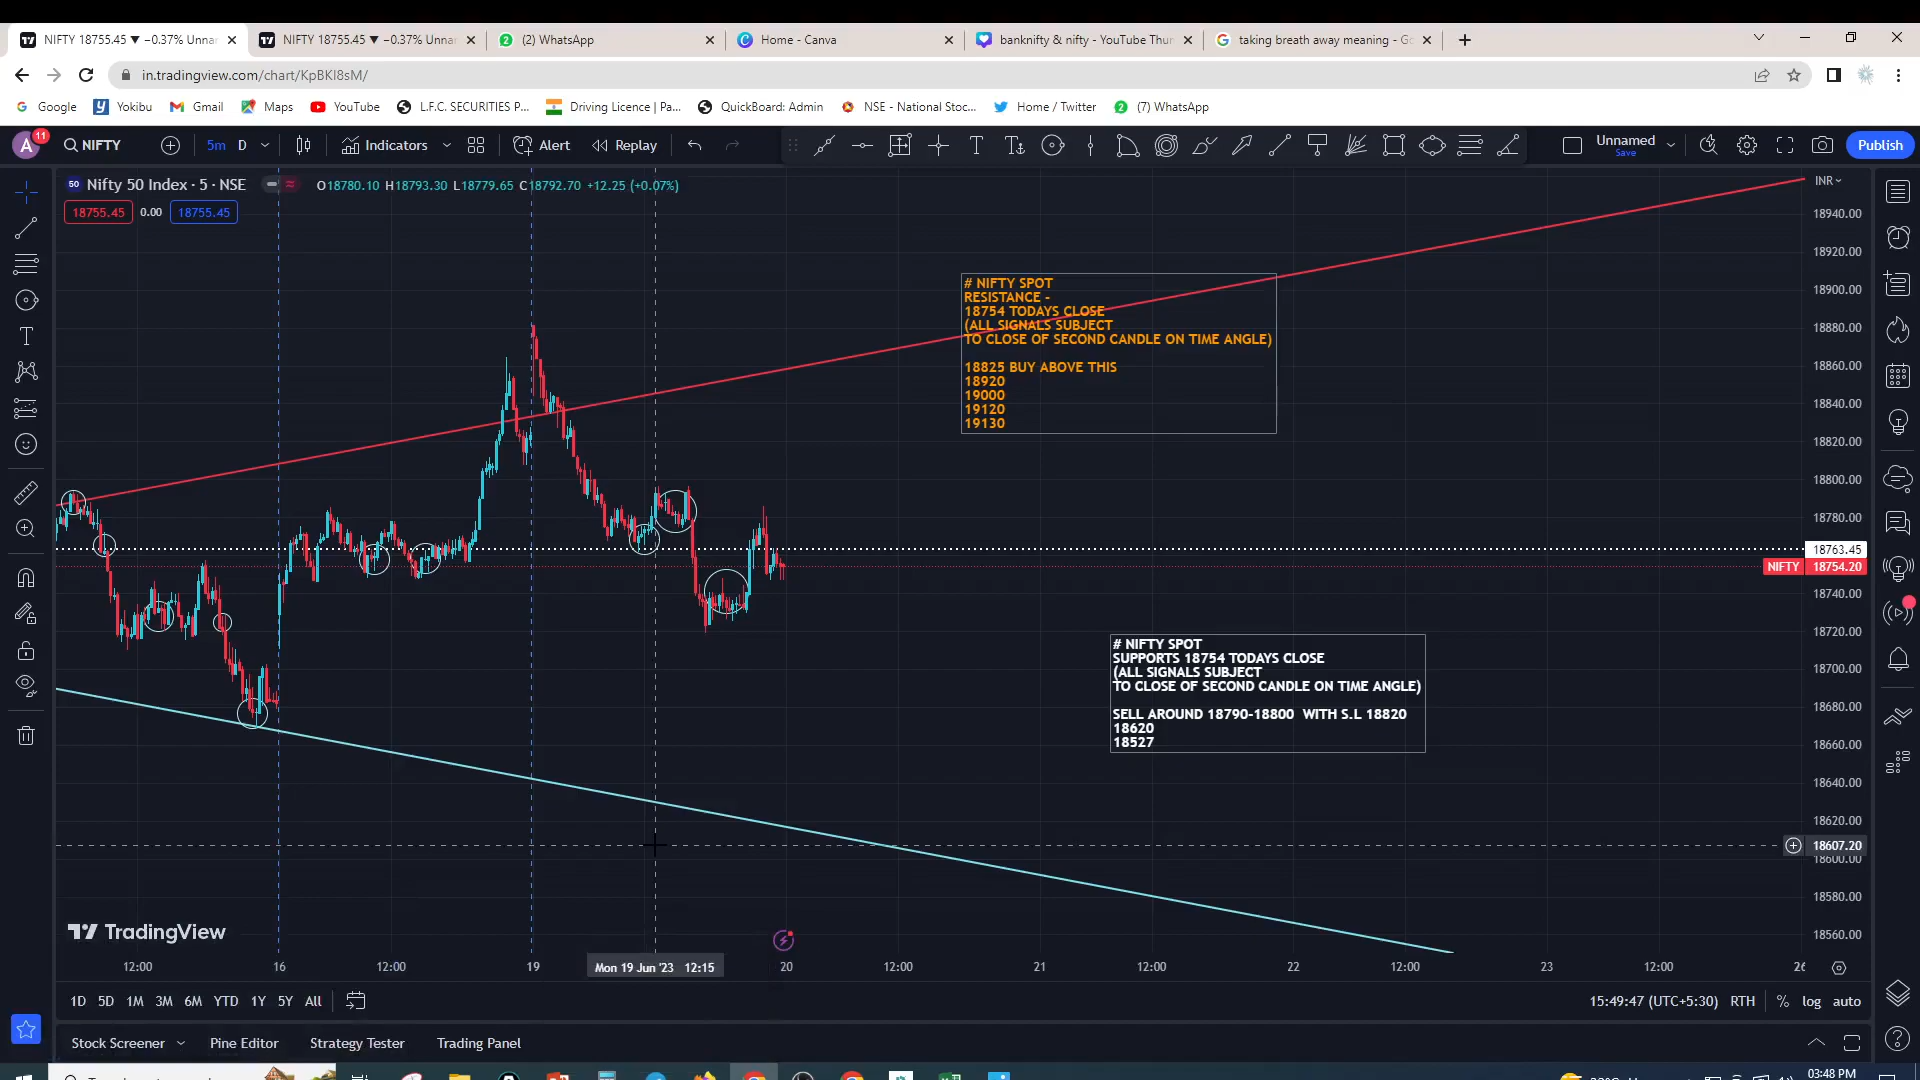 NIFTY 18755.45 ▼ −0.37% Unnar
NIFTY 18755.45 ▼ −0.37% Unna
(2) WhatsApp
Home - Canva
banknifty & nifty - YouTube Thur
taking breath away meaning - Go
in.tradingview.com/chart/KpBKI8sM/
Google
Yokibu
Gmail
Maps
YouTube
L.F.C. SECURITIES P...
Driving Licence | Pa...
QuickBoard: Admin
NSE - National Stoc...
Home / Twitter
(7) WhatsApp
A 11
NIFTY
5m D
Indicators
Alert
Replay
Unnamed
Save
Publish
50 Nifty 50 Index · 5 · NSE
O18780.10 H18793.30 L18779.65 C18792.70 +12.25 (+0.07%)
18755.45 0.00 18755.45
INR
18940.00
18920.00
18900.00
18880.00
18860.00
18840.00
18820.00
18800.00
18780.00
18763.45
NIFTY 18754.20
18740.00
18720.00
18700.00
18680.00
18660.00
18640.00
18620.00
18607.20
18600.00
18580.00
18560.00
# NIFTY SPOT
RESISTANCE -
18754 TODAYS CLOSE
(ALL SIGNALS SUBJECT
TO CLOSE OF SECOND CANDLE ON TIME ANGLE)
18825 BUY ABOVE THIS
18920
19000
19120
19130
# NIFTY SPOT
SUPPORTS 18754 TODAYS CLOSE
(ALL SIGNALS SUBJECT
TO CLOSE OF SECOND CANDLE ON TIME ANGLE)
SELL AROUND 18790-18800 WITH S.L 18820
18620
18527
TradingView
12:00 16 12:00 19 Mon 19 Jun '23 12:15 20 12:00 21 12:00 22 12:00 23 12:00 26
1D 5D 1M 3M 6M YTD 1Y 5Y All
15:49:47 (UTC+5:30) RTH % log auto
Stock Screener
Pine Editor
Strategy Tester
Trading Panel
03:48 PM